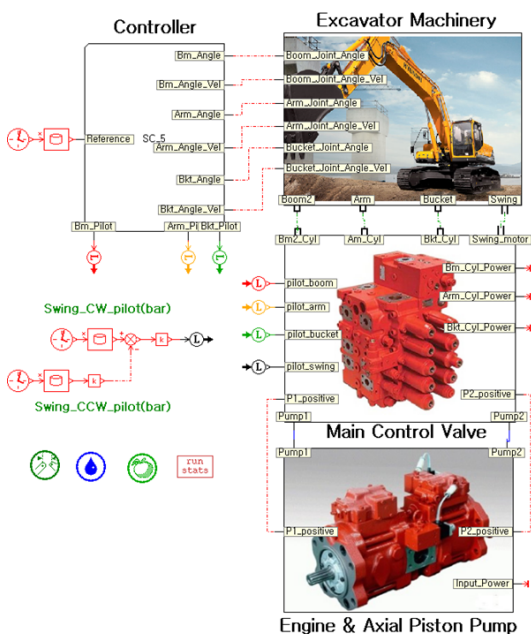 Controller
Excavator Machinery
Bm_Angle
Bm_Angle_Vel
Arm_Angle
Reference
SC_5
Arm_Angle_Vel
Bkt_Angle
Bkt_Angle_Vel
Bm_Pilot
Arm_Pi
Bkt_Pilot
Boom_Joint_Angle
Boom_Joint_Angle_Vel
Arm_Joint_Angle
Arm_Joint_Angle_Vel
Bucket_Joint_Angle
Bucket_Joint_Angle_Vel
Boom2
Arm
Bucket
Swing
Bm2_Cyl
Am_Cyl
Bkt_Cyl
Swing_motor
Bm_Cyl_Power
Arm_Cyl_Power
Bkt_Cyl_Power
L
pilot_boom
L
pilot_arm
L
pilot_bucket
L
pilot_swing
P1_positive
P2_positive
Pump1
Pump2
Main Control Valve
Swing_CW_pilot(bar)
k
L
k
Swing_CCW_pilot(bar)
run
stats
Pump1
Pump2
P1_positive
P2_positive
Input_Power
Engine & Axial Piston Pump